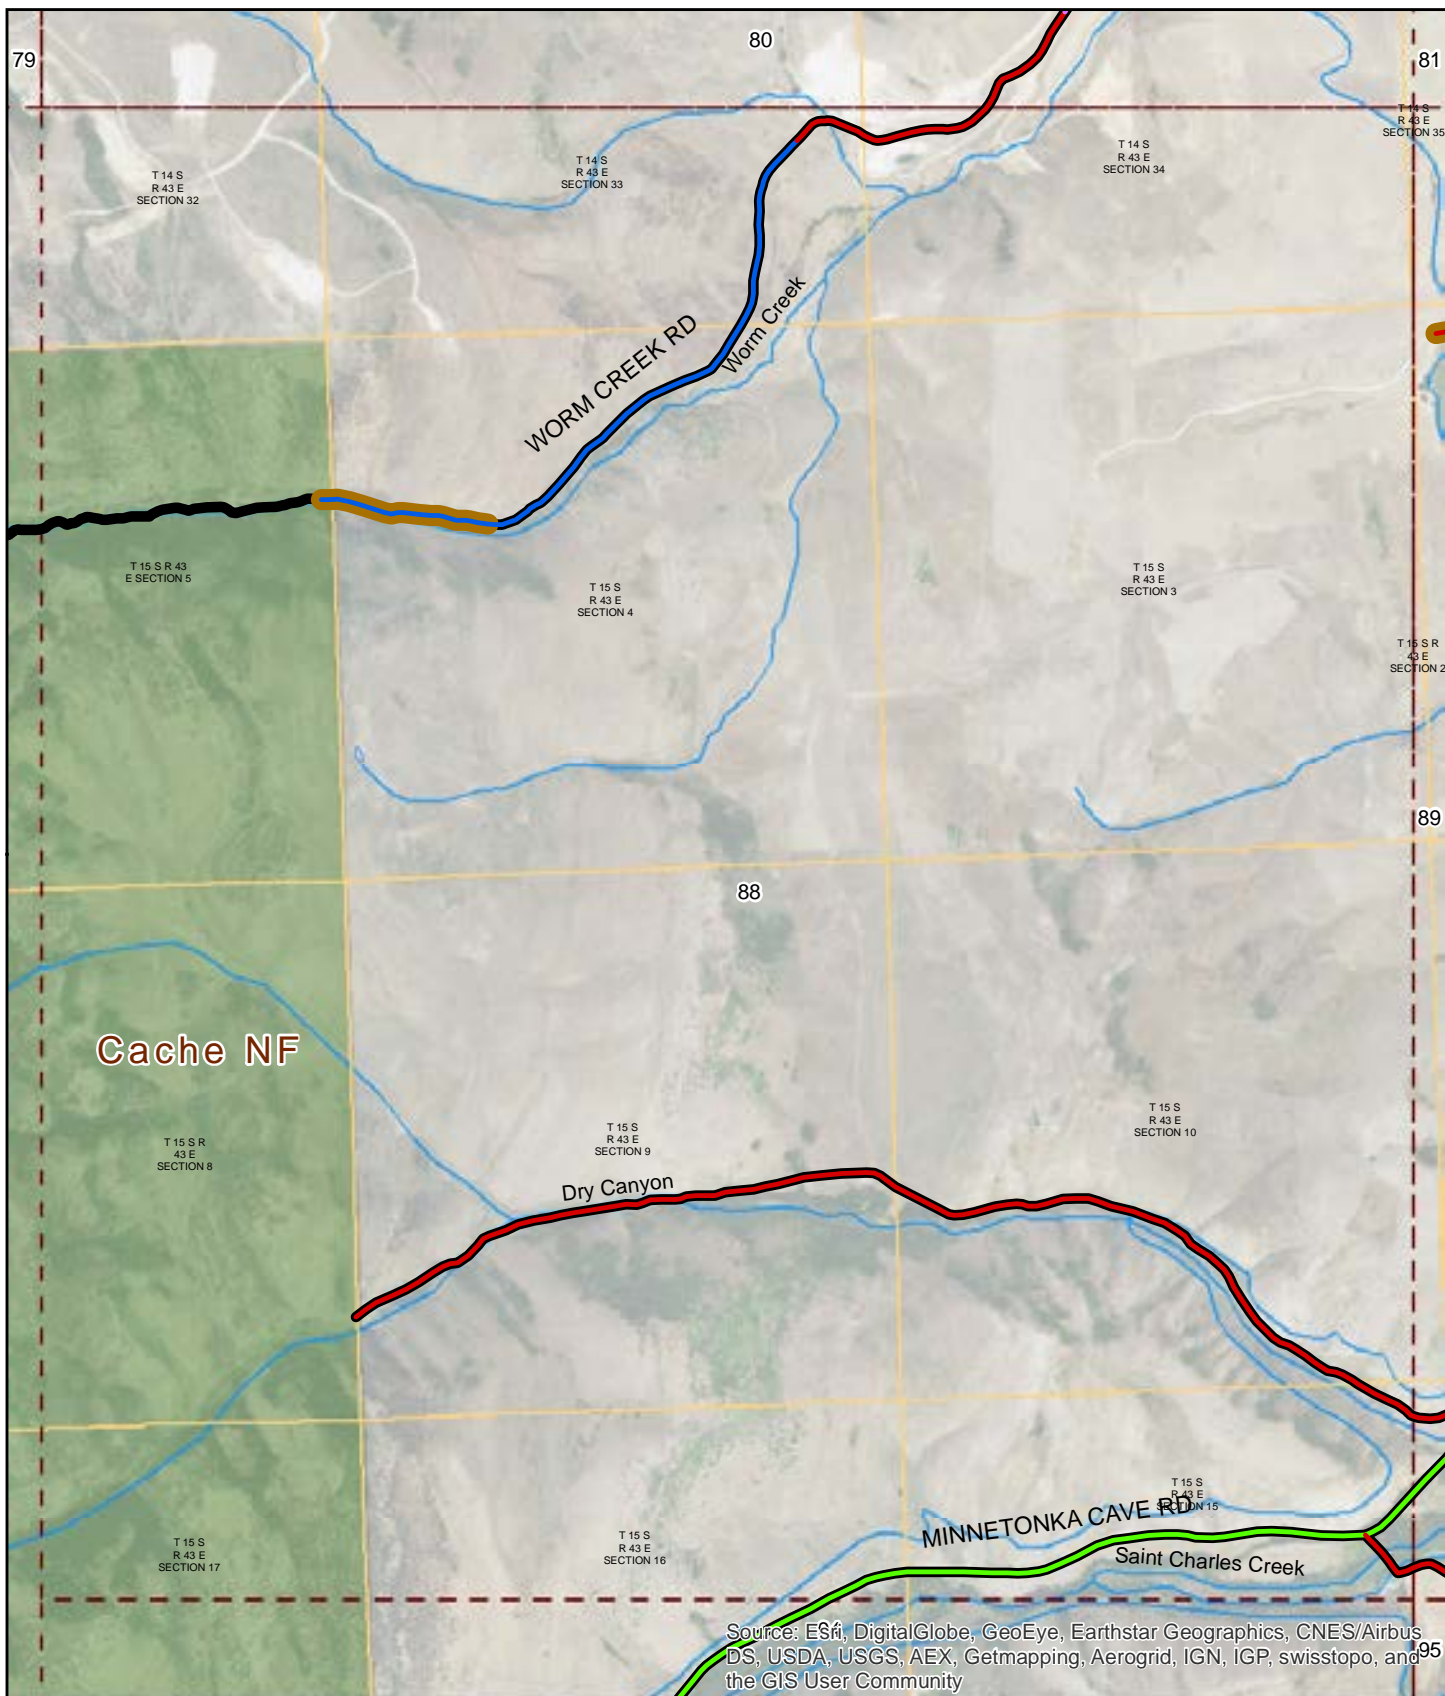 79
80
81
T 14 S
R 43 E
SECTION 35
T 14 S
R 43 E
SECTION 34
T 14 S
R 43 E
SECTION 33
T 14 S
R 43 E
SECTION 32
WORM CREEK RD
Worm Creek
T 15 S R 43
E SECTION 5
T 15 S
R 43 E
SECTION 4
T 15 S
R 43 E
SECTION 3
T 15 S R
43 E
SECTION 2
89
88
Cache NF
T 15 S R
43 E
SECTION 8
T 15 S
R 43 E
SECTION 9
T 15 S
R 43 E
SECTION 10
Dry Canyon
T 15 S
R 43 E
SECTION 15
MINNETONKA CAVE RD
Saint Charles Creek
T 15 S
R 43 E
SECTION 17
T 15 S
R 43 E
SECTION 16
95
Source: Esri, DigitalGlobe, GeoEye, Earthstar Geographics, CNES/Airbus
DS, USDA, USGS, AEX, Getmapping, Aerogrid, IGN, IGP, swisstopo, and
the GIS User Community